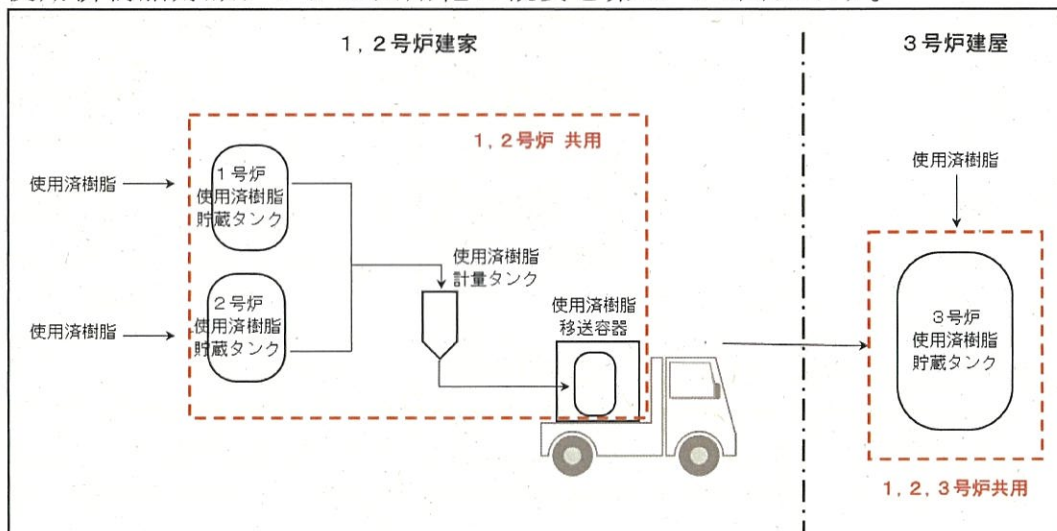 1,2号炉建家
3号炉建屋
1,2号炉 共用
使用済樹脂
1号炉
使用済樹脂
貯蔵タンク
使用済樹脂
計量タンク
使用済樹脂
2号炉
使用済樹脂
貯蔵タンク
使用済樹脂
移送容器
使用済樹脂
3号炉
使用済樹脂
貯蔵タンク
1,2,3号炉共用